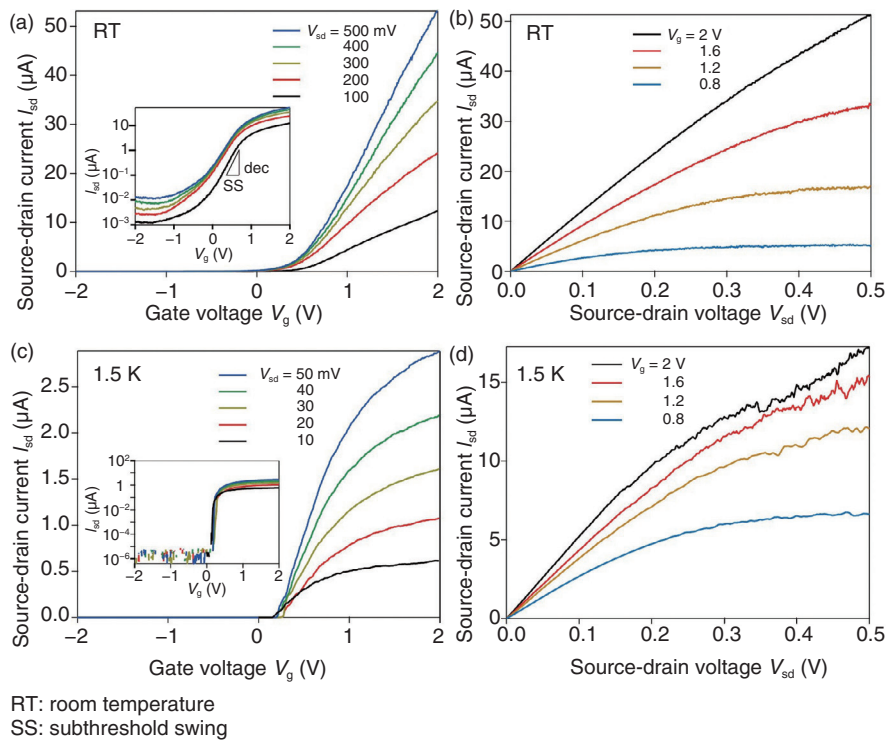 (a)
RT
Source-drain current Isd (µA)
50
40
30
20
10
0
Vsd = 500 mV
400
300
200
100
Isd (µA)
10
1
10−1
10−2
10−3
SS
dec
−2 −1 0 1 2
Vg (V)
−2 −1 0 1 2
Gate voltage Vg (V)
(b)
RT
Source-drain current Isd (µA)
50
40
30
20
10
0
Vg = 2 V
1.6
1.2
0.8
0.0 0.1 0.2 0.3 0.4 0.5
Source-drain voltage Vsd (V)
(c)
1.5 K
Source-drain current Isd (µA)
2.5
2.0
1.5
1.0
0.5
0.0
Vsd = 50 mV
40
30
20
10
Isd (µA)
10²
1
10−2
10−4
10−6
−2 −1 0 1 2
Vg (V)
−2 −1 0 1 2
Gate voltage Vg (V)
(d)
1.5 K
Source-drain current Isd (µA)
15
10
5
0
Vg = 2 V
1.6
1.2
0.8
0.0 0.1 0.2 0.3 0.4 0.5
Source-drain voltage Vsd (V)
RT: room temperature
SS: subthreshold swing